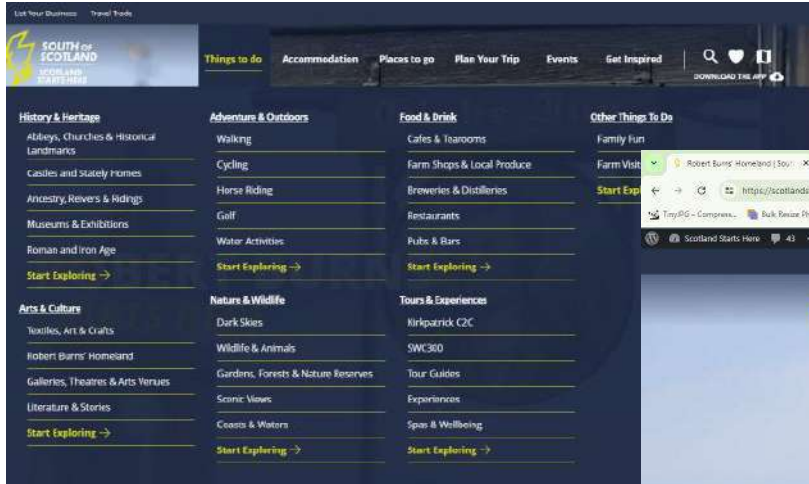 List Your Business Travel Trade
SOUTH OF
SCOTLAND
SCOTLAND
STARTS HERE
Things to do Accommodation Places to go Plan Your Trip Events Get Inspired
DOWNLOAD THE APP
History & Heritage
Abbeys, Churches & Historical
Landmarks
Castles and Stately Homes
Ancestry, Reivers & Ridings
Museums & Exhibitions
Roman and Iron Age
Start Exploring →
Arts & Culture
Textiles, Art & Crafts
Robert Burns' Homeland
Galleries, Theatres & Arts Venues
Literature & Stories
Start Exploring →
Adventure & Outdoors
Walking
Cycling
Horse Riding
Golf
Water Activities
Start Exploring →
Nature & Wildlife
Dark Skies
Wildlife & Animals
Gardens, Forests & Nature Reserves
Scenic Views
Coasts & Waters
Start Exploring →
Food & Drink
Cafes & Tearooms
Farm Shops & Local Produce
Breweries & Distilleries
Restaurants
Pubs & Bars
Start Exploring →
Tours & Experiences
Kirkpatrick C2C
SWC300
Tour Guides
Experiences
Spas & Wellbeing
Start Exploring →
Other Things To Do
Family Fun
Farm Visit
Start Expl
Robert Burns' Homeland | Sou
https://scotlands
TinyJPG – Compress... Bulk Resize Ph
Scotland Starts Here 43